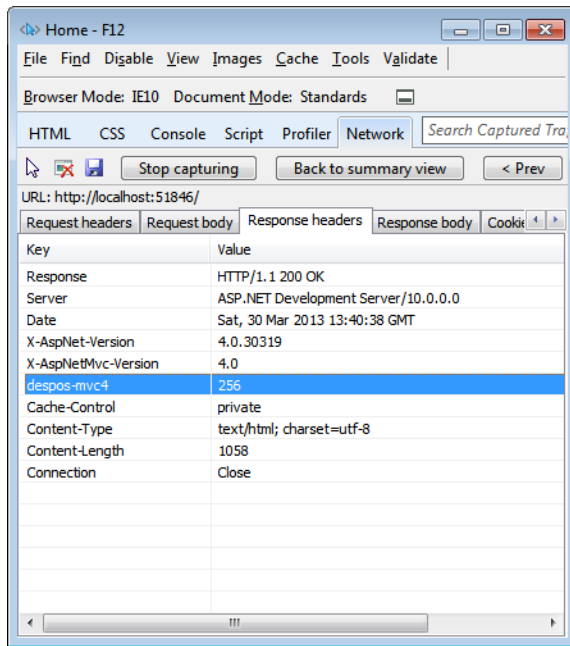 Home - F12
File Find Disable View Images Cache Tools Validate
Browser Mode: IE10 Document Mode: Standards
HTML CSS Console Script Profiler Network Search Captured Tra
Stop capturing Back to summary view < Prev
URL: http://localhost:51846/
Request headers Request body Response headers Response body Cookie
Key Value
Response HTTP/1.1 200 OK
Server ASP.NET Development Server/10.0.0.0
Date Sat, 30 Mar 2013 13:40:38 GMT
X-AspNet-Version 4.0.30319
X-AspNetMvc-Version 4.0
despos-mvc4 256
Cache-Control private
Content-Type text/html; charset=utf-8
Content-Length 1058
Connection Close